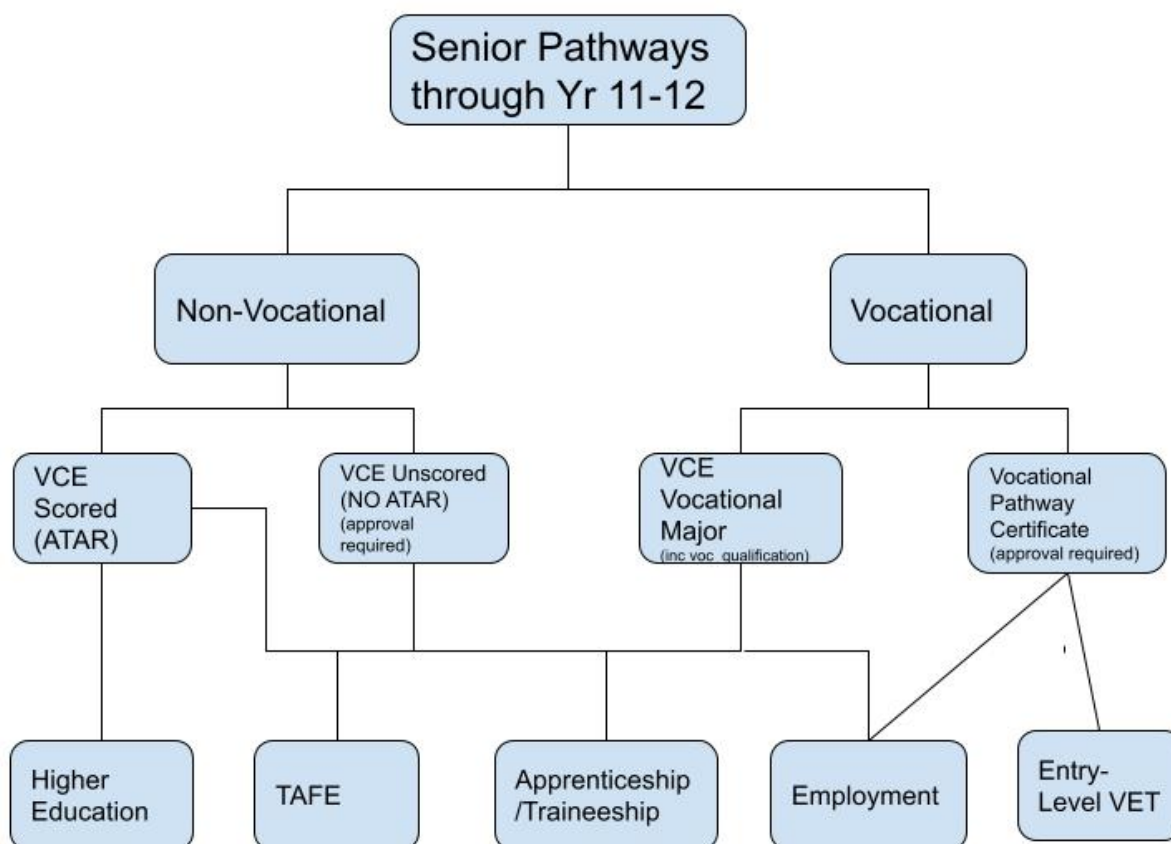 Senior Pathways
through Yr 11-12
Non-Vocational
Vocational
VCE
Scored
(ATAR)
VCE Unscored
(NO ATAR)
(approval
required)
VCE
Vocational
Major
(inc voc qualification)
Vocational
Pathway
Certificate
(approval required)
Higher
Education
TAFE
Apprenticeship
/Traineeship
Employment
Entry-
Level VET